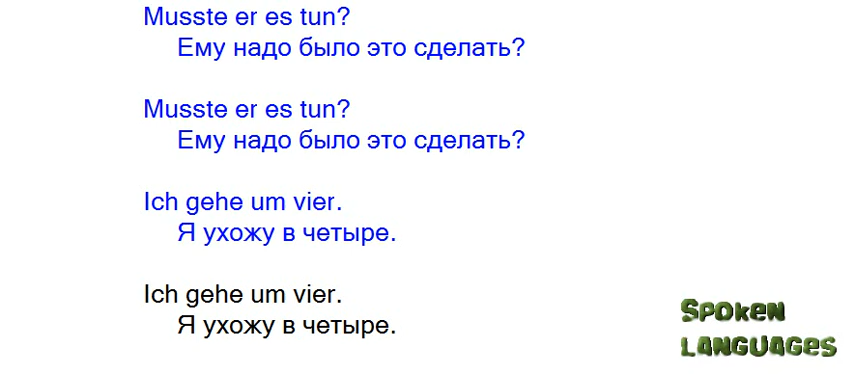 Musste er es tun?
Ему надо было это сделать?
Musste er es tun?
Ему надо было это сделать?
Ich gehe um vier.
Я ухожу в четыре.
Ich gehe um vier.
Я ухожу в четыре.
Spoken
Languages